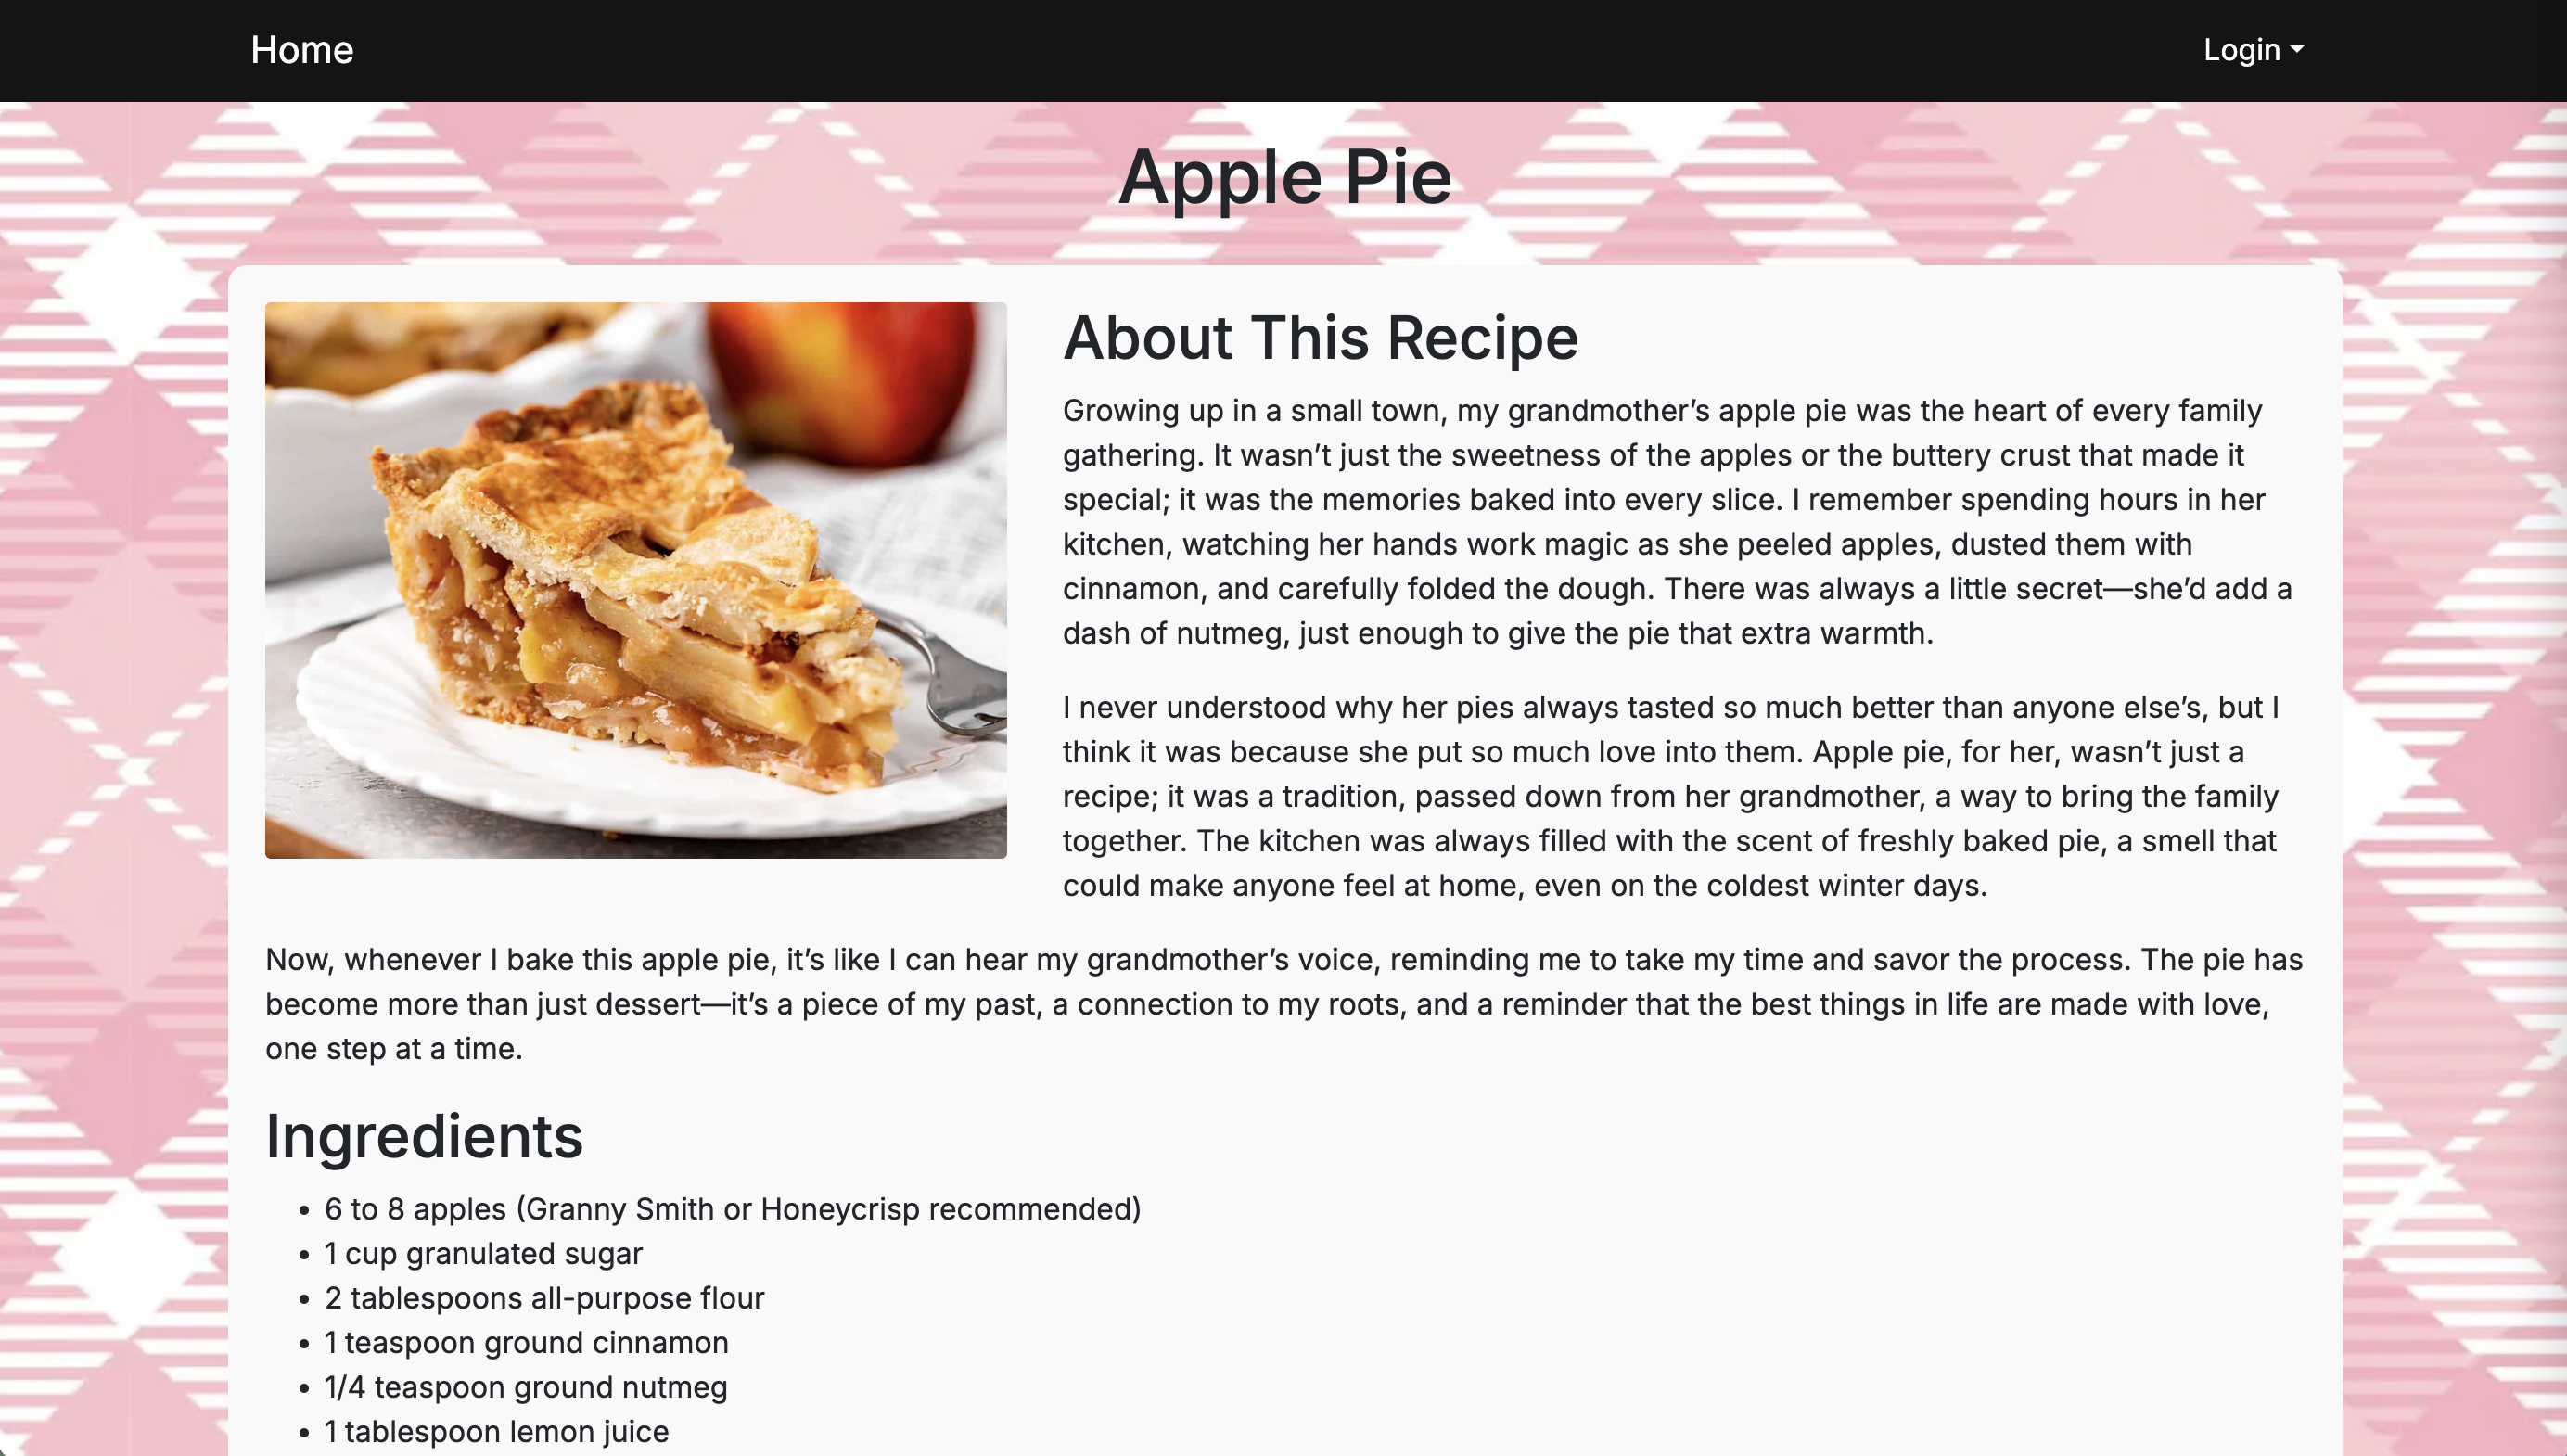 Home
Login
Apple Pie
About This Recipe
Growing up in a small town, my grandmother’s apple pie was the heart of every family
gathering. It wasn’t just the sweetness of the apples or the buttery crust that made it
special; it was the memories baked into every slice. I remember spending hours in her
kitchen, watching her hands work magic as she peeled apples, dusted them with
cinnamon, and carefully folded the dough. There was always a little secret—she’d add a
dash of nutmeg, just enough to give the pie that extra warmth.
I never understood why her pies always tasted so much better than anyone else’s, but I
think it was because she put so much love into them. Apple pie, for her, wasn’t just a
recipe; it was a tradition, passed down from her grandmother, a way to bring the family
together. The kitchen was always filled with the scent of freshly baked pie, a smell that
could make anyone feel at home, even on the coldest winter days.
Now, whenever I bake this apple pie, it’s like I can hear my grandmother’s voice, reminding me to take my time and savor the process. The pie has
become more than just dessert—it’s a piece of my past, a connection to my roots, and a reminder that the best things in life are made with love,
one step at a time.
Ingredients
• 6 to 8 apples (Granny Smith or Honeycrisp recommended)
• 1 cup granulated sugar
• 2 tablespoons all-purpose flour
• 1 teaspoon ground cinnamon
• 1/4 teaspoon ground nutmeg
• 1 tablespoon lemon juice